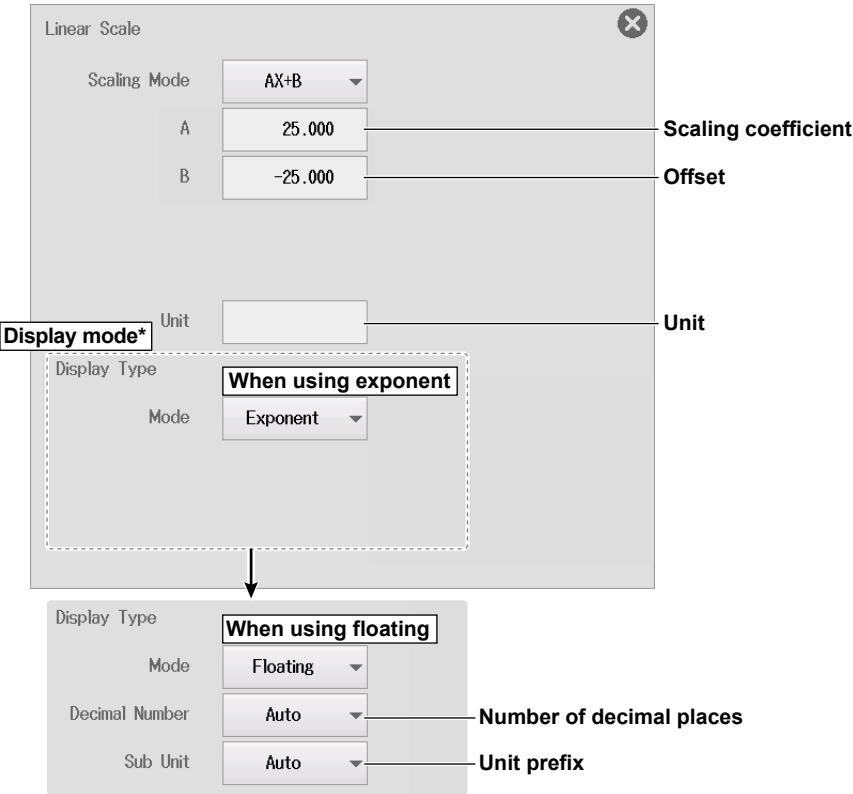 Linear Scale
Scaling Mode AX+B
A 25.000 Scaling coefficient
B -25.000 Offset
Unit Unit
Display mode*
Display Type
When using exponent
Mode Exponent
Display Type
When using floating
Mode Floating
Decimal Number Auto Number of decimal places
Sub Unit Auto Unit prefix